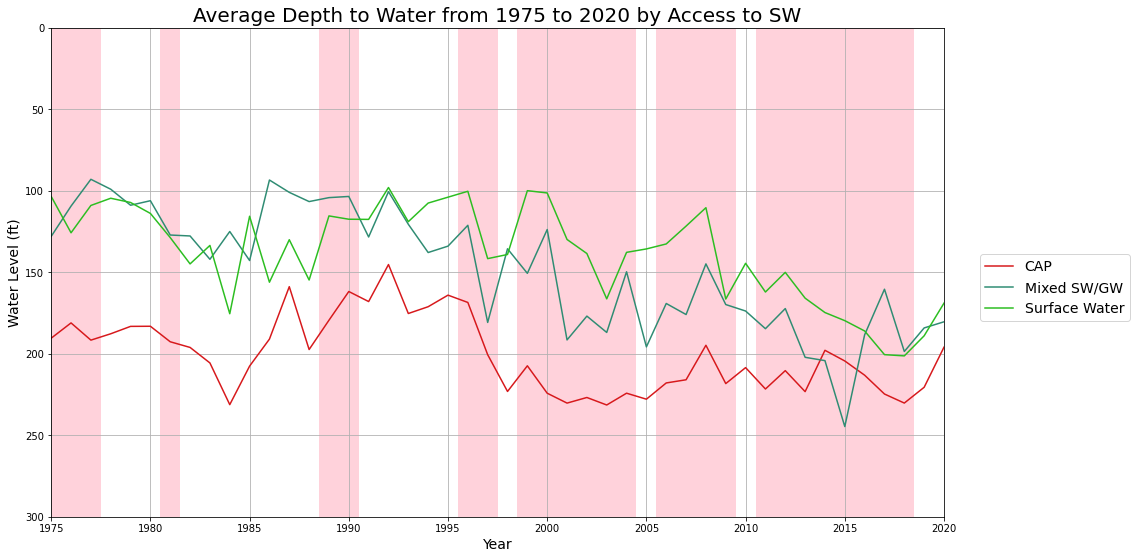 Average Depth to Water from 1975 to 2020 by Access to SW
0
50
100
150
200
250
300
Water Level (ft)
1975 1980 1985 1990 1995 2000 2005 2010 2015 2020
Year
CAP
Mixed SW/GW
Surface Water